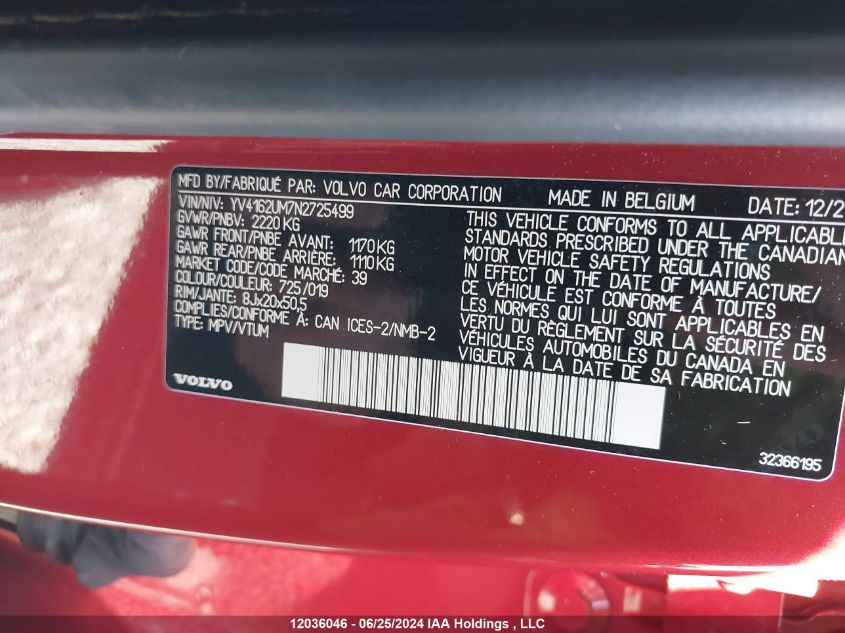 MFD BY/FABRIQUÉ PAR: VOLVO CAR CORPORATION MADE IN BELGIUM DATE: 12/2
VIN/NIV: YV4162UM7N2725499
GVWR/PNBV: 2220 KG
GAWR FRONT/PNBE AVANT: 1170 KG
GAWR REAR/PNBE ARRIÈRE: 1110 KG
MARKET CODE/CODE MARCHÉ: 39
COLOUR/COULEUR: 725/019
RIM/JANTE: 8Jx20x50,5
COMPLIES/CONFORME À: CAN ICES-2/NMB-2
TYPE: MPV/VTUM
THIS VEHICLE CONFORMS TO ALL APPLICABLE
STANDARDS PRESCRIBED UNDER THE CANADIAN
MOTOR VEHICLE SAFETY REGULATIONS
IN EFFECT ON THE DATE OF MANUFACTURE/
CE VÉHICULE EST CONFORME À TOUTES
LES NORMES QUI LUI SONT APPLICABLES EN
VERTU DU RÈGLEMENT SUR LA SÉCURITÉ DES
VÉHICULES AUTOMOBILES DU CANADA EN
VIGUEUR À LA DATE DE SA FABRICATION
VOLVO
32366195
12036046 - 06/25/2024 IAA Holdings , LLC